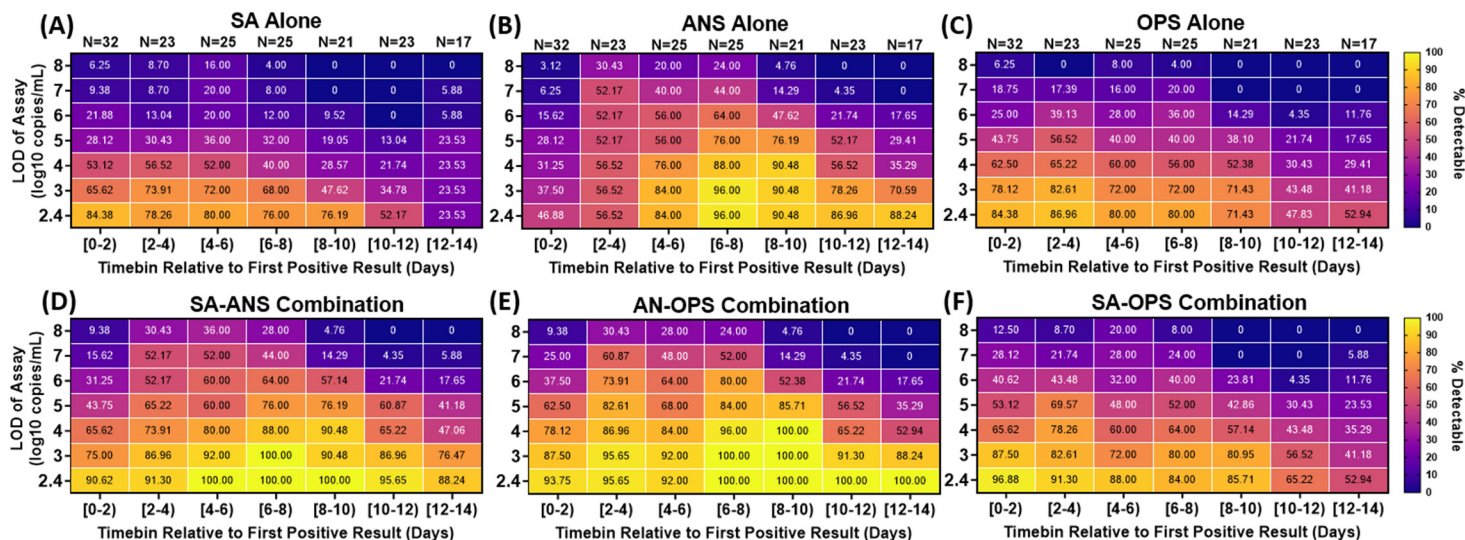 (A) SA Alone
N=32 N=23 N=25 N=25 N=21 N=23 N=17
8 6.25 8.70 16.00 4.00 0 0 0
7 9.38 8.70 20.00 8.00 0 0 5.88
6 21.88 13.04 20.00 12.00 9.52 0 5.88
5 28.12 30.43 36.00 32.00 19.05 13.04 23.53
4 53.12 56.52 52.00 40.00 28.57 21.74 23.53
3 65.62 73.91 72.00 68.00 47.62 34.78 23.53
2.4 84.38 78.26 80.00 76.00 76.19 52.17 23.53
[0-2) [2-4) [4-6) [6-8) [8-10) [10-12) [12-14)
Timebin Relative to First Positive Result (Days)
LOD of Assay
(log10 copies/mL)
(B) ANS Alone
N=32 N=23 N=25 N=25 N=21 N=23 N=17
8 3.12 30.43 20.00 24.00 4.76 0 0
7 6.25 52.17 40.00 44.00 14.29 4.35 0
6 15.62 52.17 56.00 64.00 47.62 21.74 17.65
5 28.12 52.17 56.00 76.00 76.19 52.17 29.41
4 31.25 56.52 76.00 88.00 90.48 56.52 35.29
3 37.50 56.52 84.00 96.00 90.48 78.26 70.59
2.4 46.88 56.52 84.00 96.00 90.48 86.96 88.24
[0-2) [2-4) [4-6) [6-8) [8-10) [10-12) [12-14)
Timebin Relative to First Positive Result (Days)
(C) OPS Alone
N=32 N=23 N=25 N=25 N=21 N=23 N=17
8 6.25 0 8.00 4.00 0 0 0
7 18.75 17.39 16.00 20.00 0 0 0
6 25.00 39.13 28.00 36.00 14.29 4.35 11.76
5 43.75 56.52 40.00 40.00 38.10 21.74 17.65
4 62.50 65.22 60.00 56.00 52.38 30.43 29.41
3 78.12 82.61 72.00 72.00 71.43 43.48 41.18
2.4 84.38 86.96 80.00 80.00 71.43 47.83 52.94
[0-2) [2-4) [4-6) [6-8) [8-10) [10-12) [12-14)
Timebin Relative to First Positive Result (Days)
100
90
80
70
60
50
40
30
20
10
0
% Detectable
(D) SA-ANS Combination
8 9.38 30.43 36.00 28.00 4.76 0 0
7 15.62 52.17 52.00 44.00 14.29 4.35 5.88
6 31.25 52.17 60.00 64.00 57.14 21.74 17.65
5 43.75 65.22 60.00 76.00 76.19 60.87 41.18
4 65.62 73.91 80.00 88.00 90.48 65.22 47.06
3 75.00 86.96 92.00 100.00 90.48 86.96 76.47
2.4 90.62 91.30 100.00 100.00 100.00 95.65 88.24
[0-2) [2-4) [4-6) [6-8) [8-10) [10-12) [12-14)
Timebin Relative to First Positive Result (Days)
LOD of Assay
(log10 copies/mL)
(E) AN-OPS Combination
8 9.38 30.43 28.00 24.00 4.76 0 0
7 25.00 60.87 48.00 52.00 14.29 4.35 0
6 37.50 73.91 64.00 80.00 52.38 21.74 17.65
5 62.50 82.61 68.00 84.00 85.71 56.52 35.29
4 78.12 86.96 84.00 96.00 100.00 65.22 52.94
3 87.50 95.65 92.00 100.00 100.00 91.30 88.24
2.4 93.75 95.65 92.00 100.00 100.00 100.00 100.00
[0-2) [2-4) [4-6) [6-8) [8-10) [10-12) [12-14)
Timebin Relative to First Positive Result (Days)
(F) SA-OPS Combination
8 12.50 8.70 20.00 8.00 0 0 0
7 28.12 21.74 28.00 24.00 0 0 5.88
6 40.62 43.48 32.00 40.00 23.81 4.35 11.76
5 53.12 69.57 48.00 52.00 42.86 30.43 23.53
4 65.62 78.26 60.00 64.00 57.14 43.48 35.29
3 87.50 82.61 72.00 80.00 80.95 56.52 41.18
2.4 96.88 91.30 88.00 84.00 85.71 65.22 52.94
[0-2) [2-4) [4-6) [6-8) [8-10) [10-12) [12-14)
Timebin Relative to First Positive Result (Days)
100
90
80
70
60
50
40
30
20
10
0
% Detectable